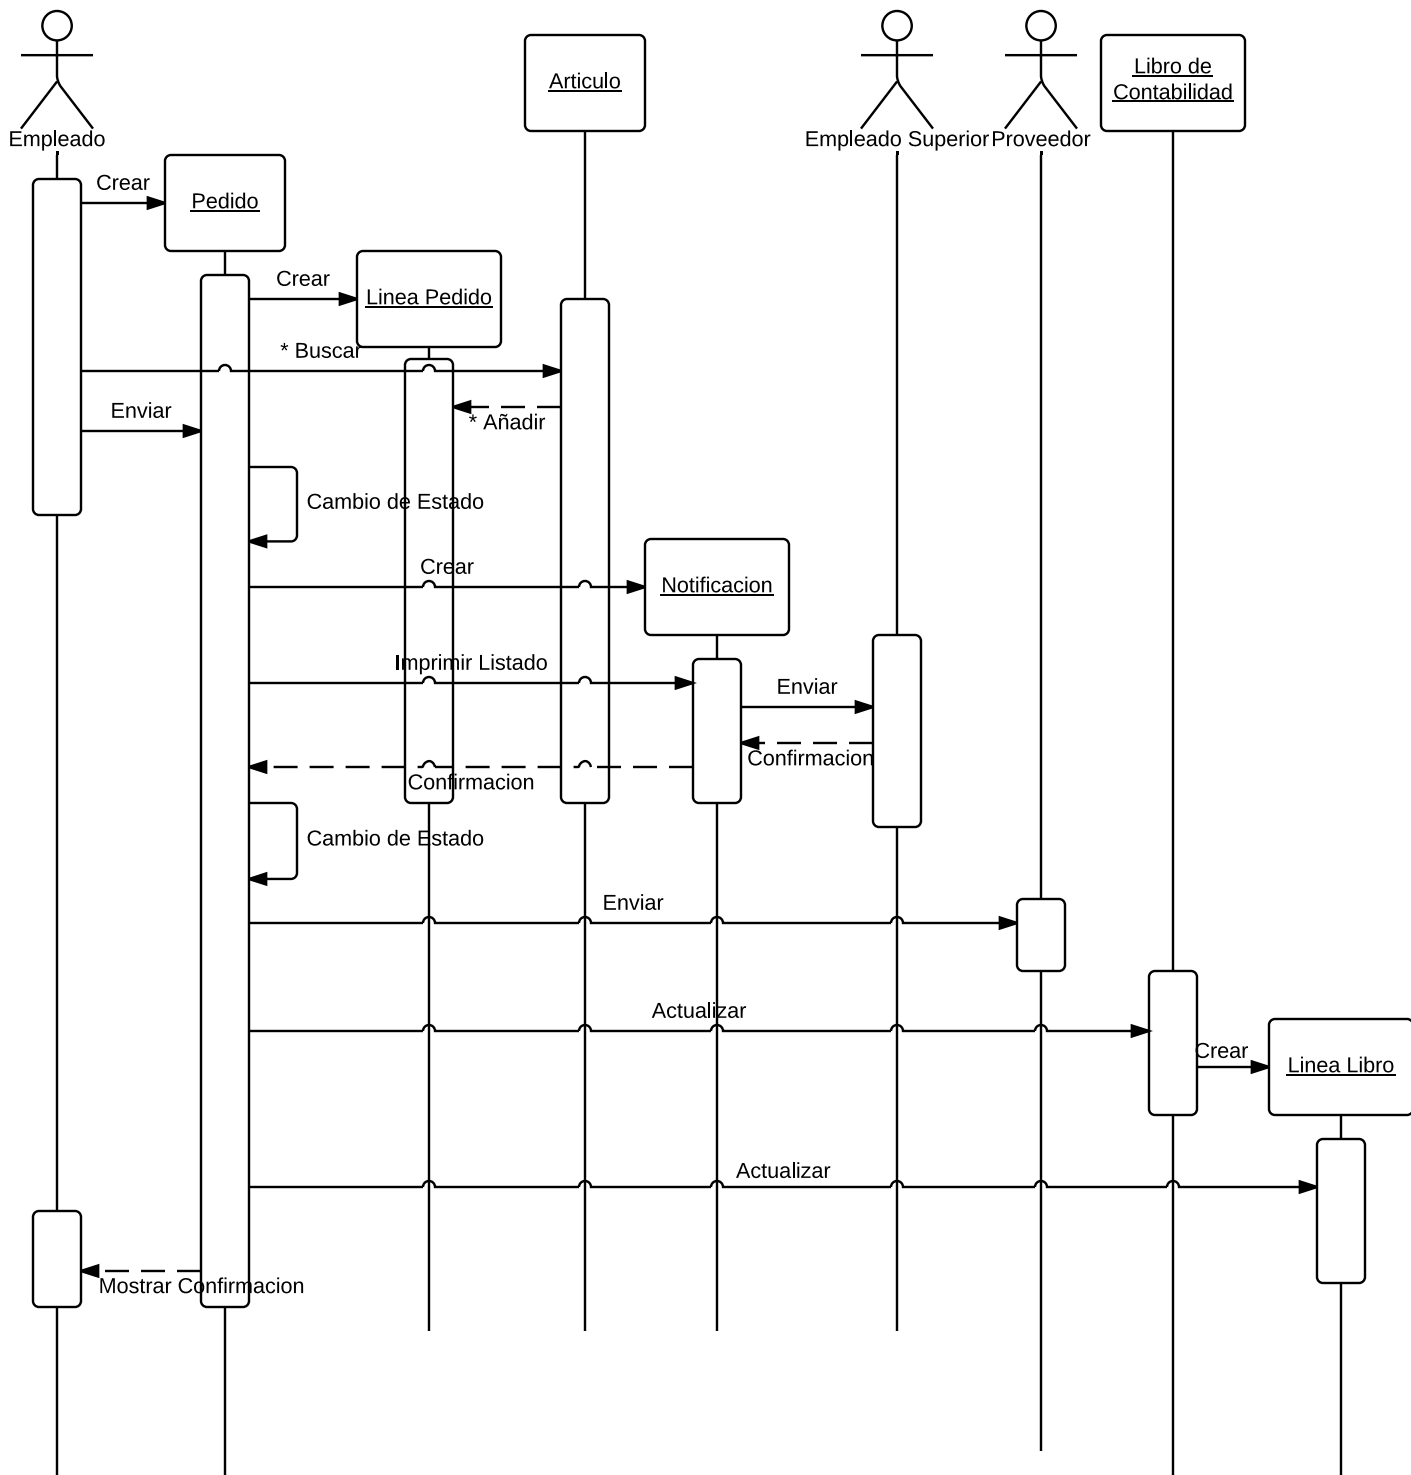 Empleado
Articulo
Empleado Superior
Proveedor
Libro de
Contabilidad
Crear
Pedido
Crear
Linea Pedido
* Buscar
* Añadir
Enviar
Cambio de Estado
Crear
Notificacion
Imprimir Listado
Enviar
Confirmacion
Confirmacion
Cambio de Estado
Enviar
Actualizar
Crear
Linea Libro
Actualizar
Mostrar Confirmacion